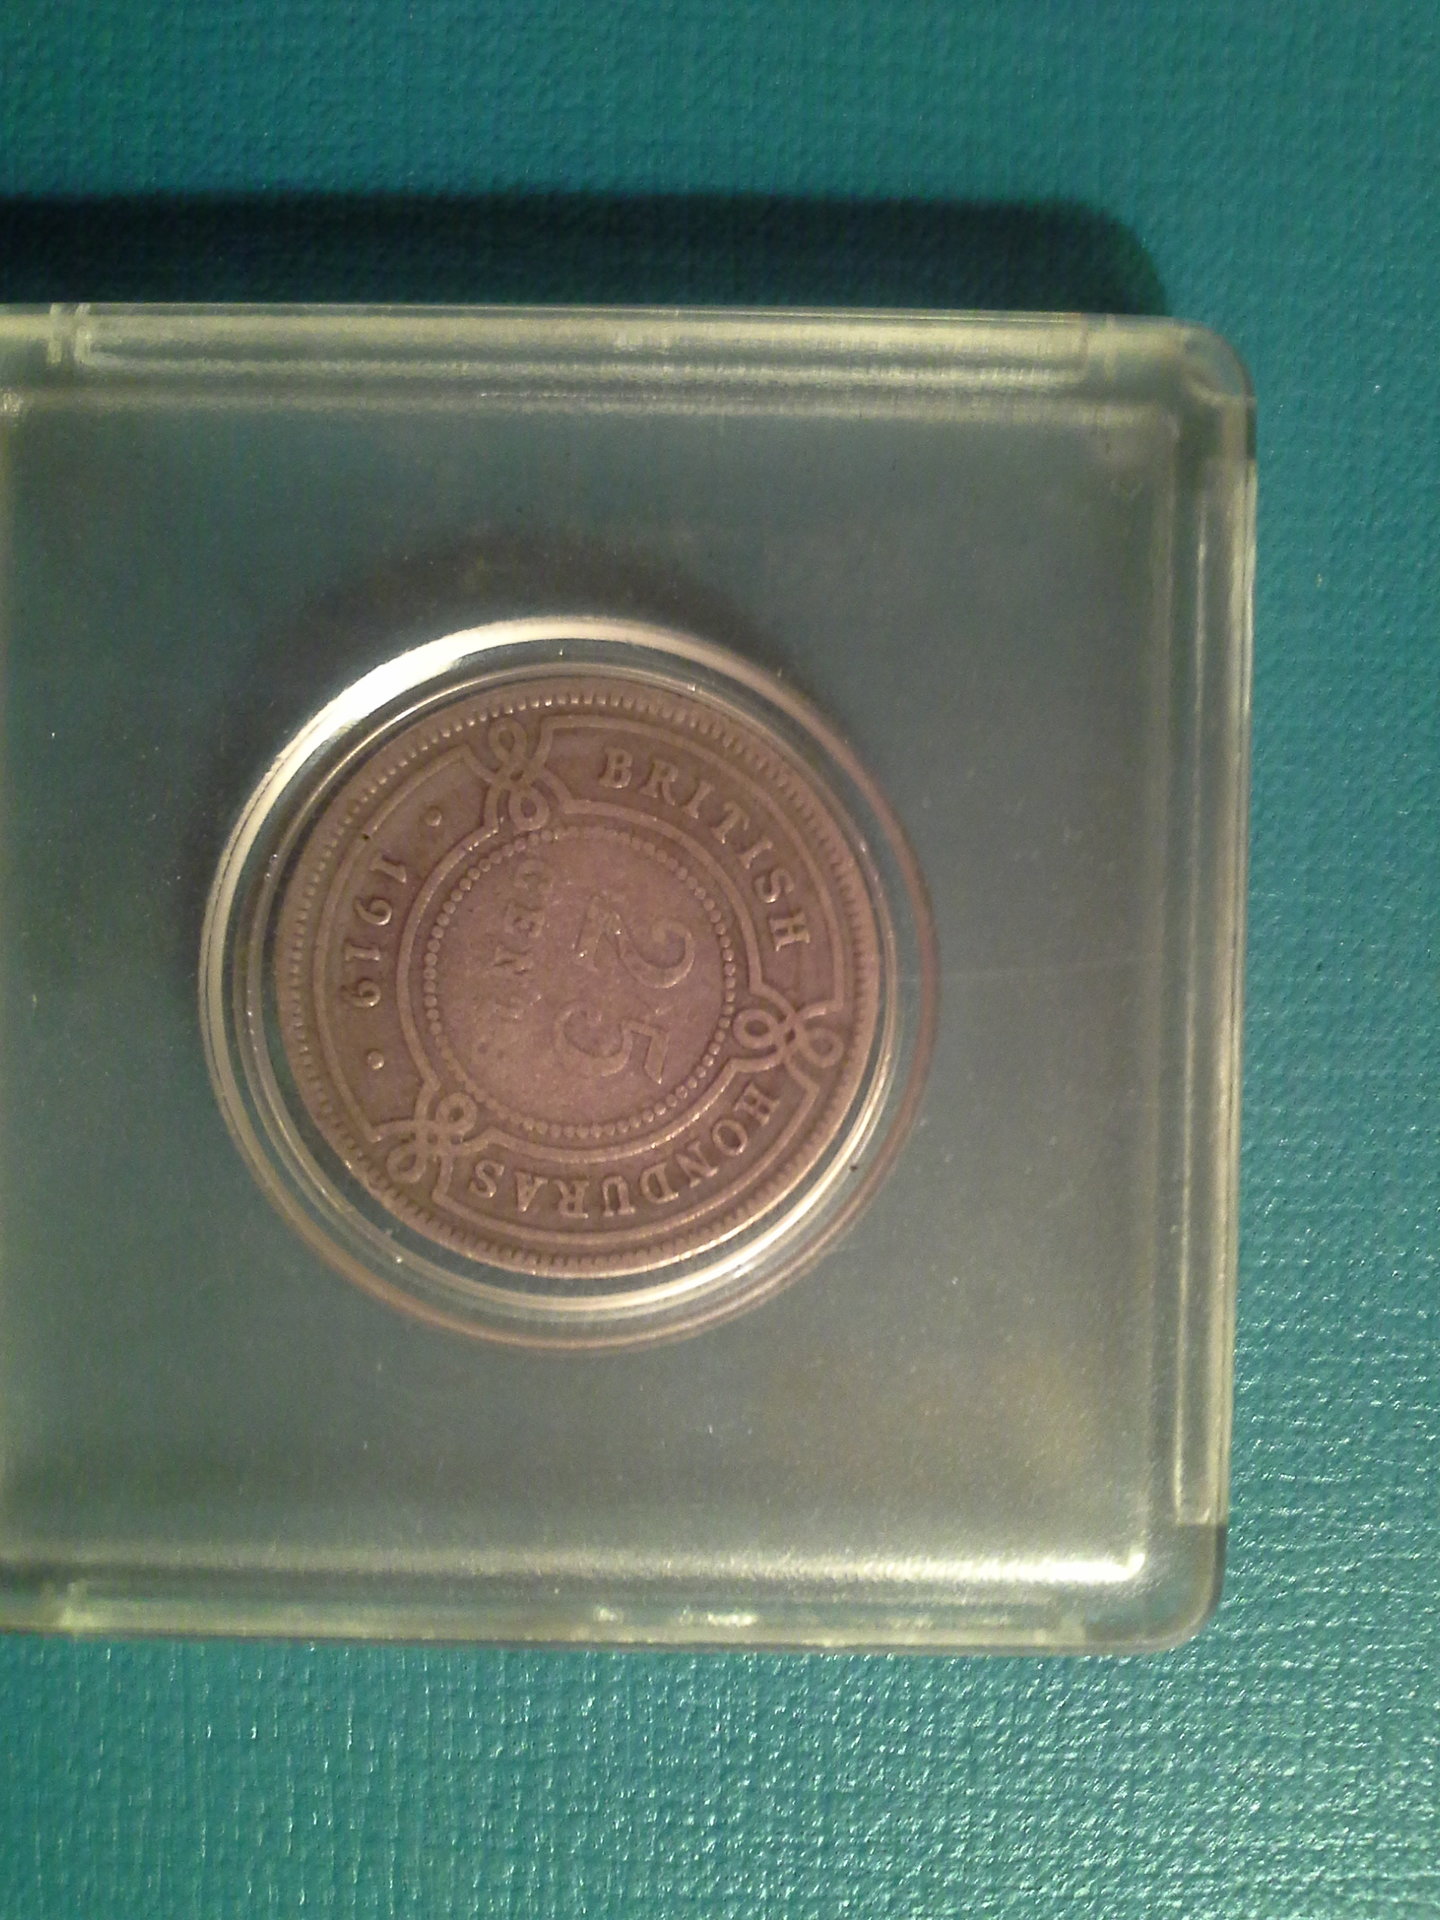 BRITISH HONDURAS
25
CENTS
· 1919 ·